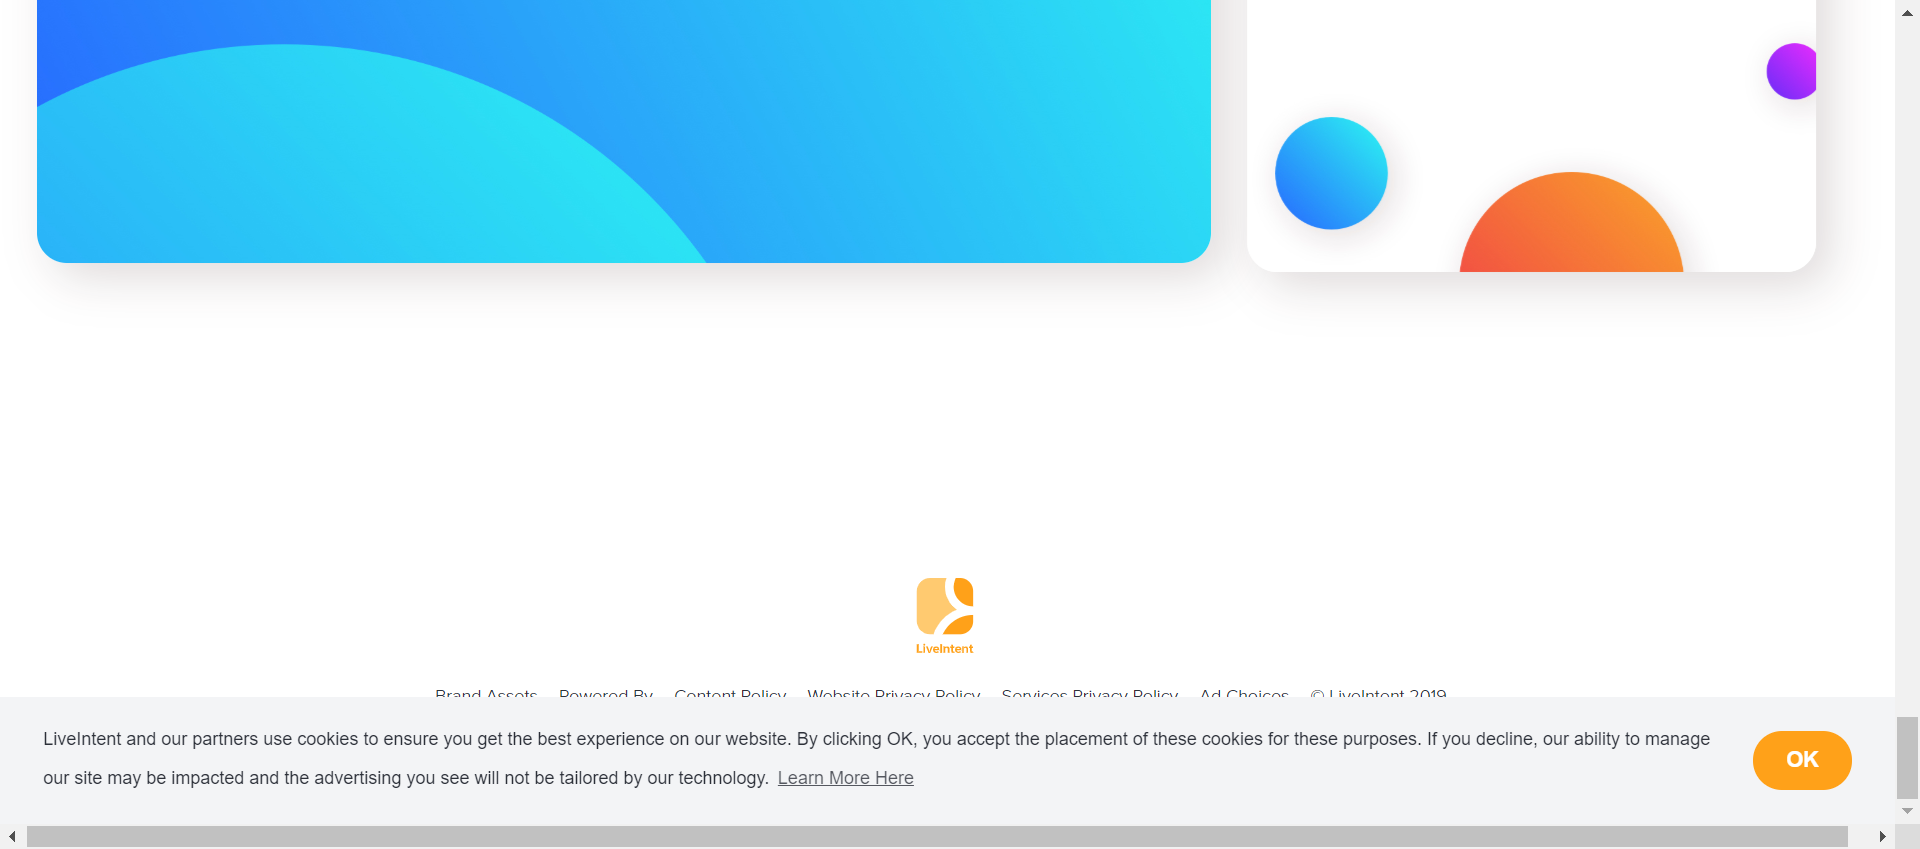 LiveIntent
Brand Assets Powered By Content Policy Website Privacy Policy Services Privacy Policy Ad Choices © LiveIntent 2019
LiveIntent and our partners use cookies to ensure you get the best experience on our website. By clicking OK, you accept the placement of these cookies for these purposes. If you decline, our ability to manage
our site may be impacted and the advertising you see will not be tailored by our technology. Learn More Here
OK